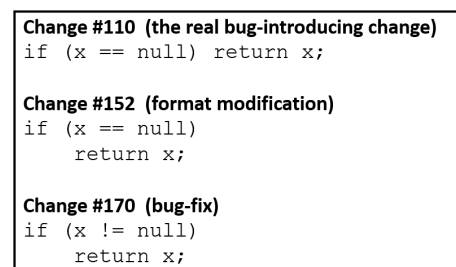 Change #110 (the real bug-introducing change)
if (x == null) return x;
Change #152 (format modification)
if (x == null)
    return x;
Change #170 (bug-fix)
if (x != null)
    return x;